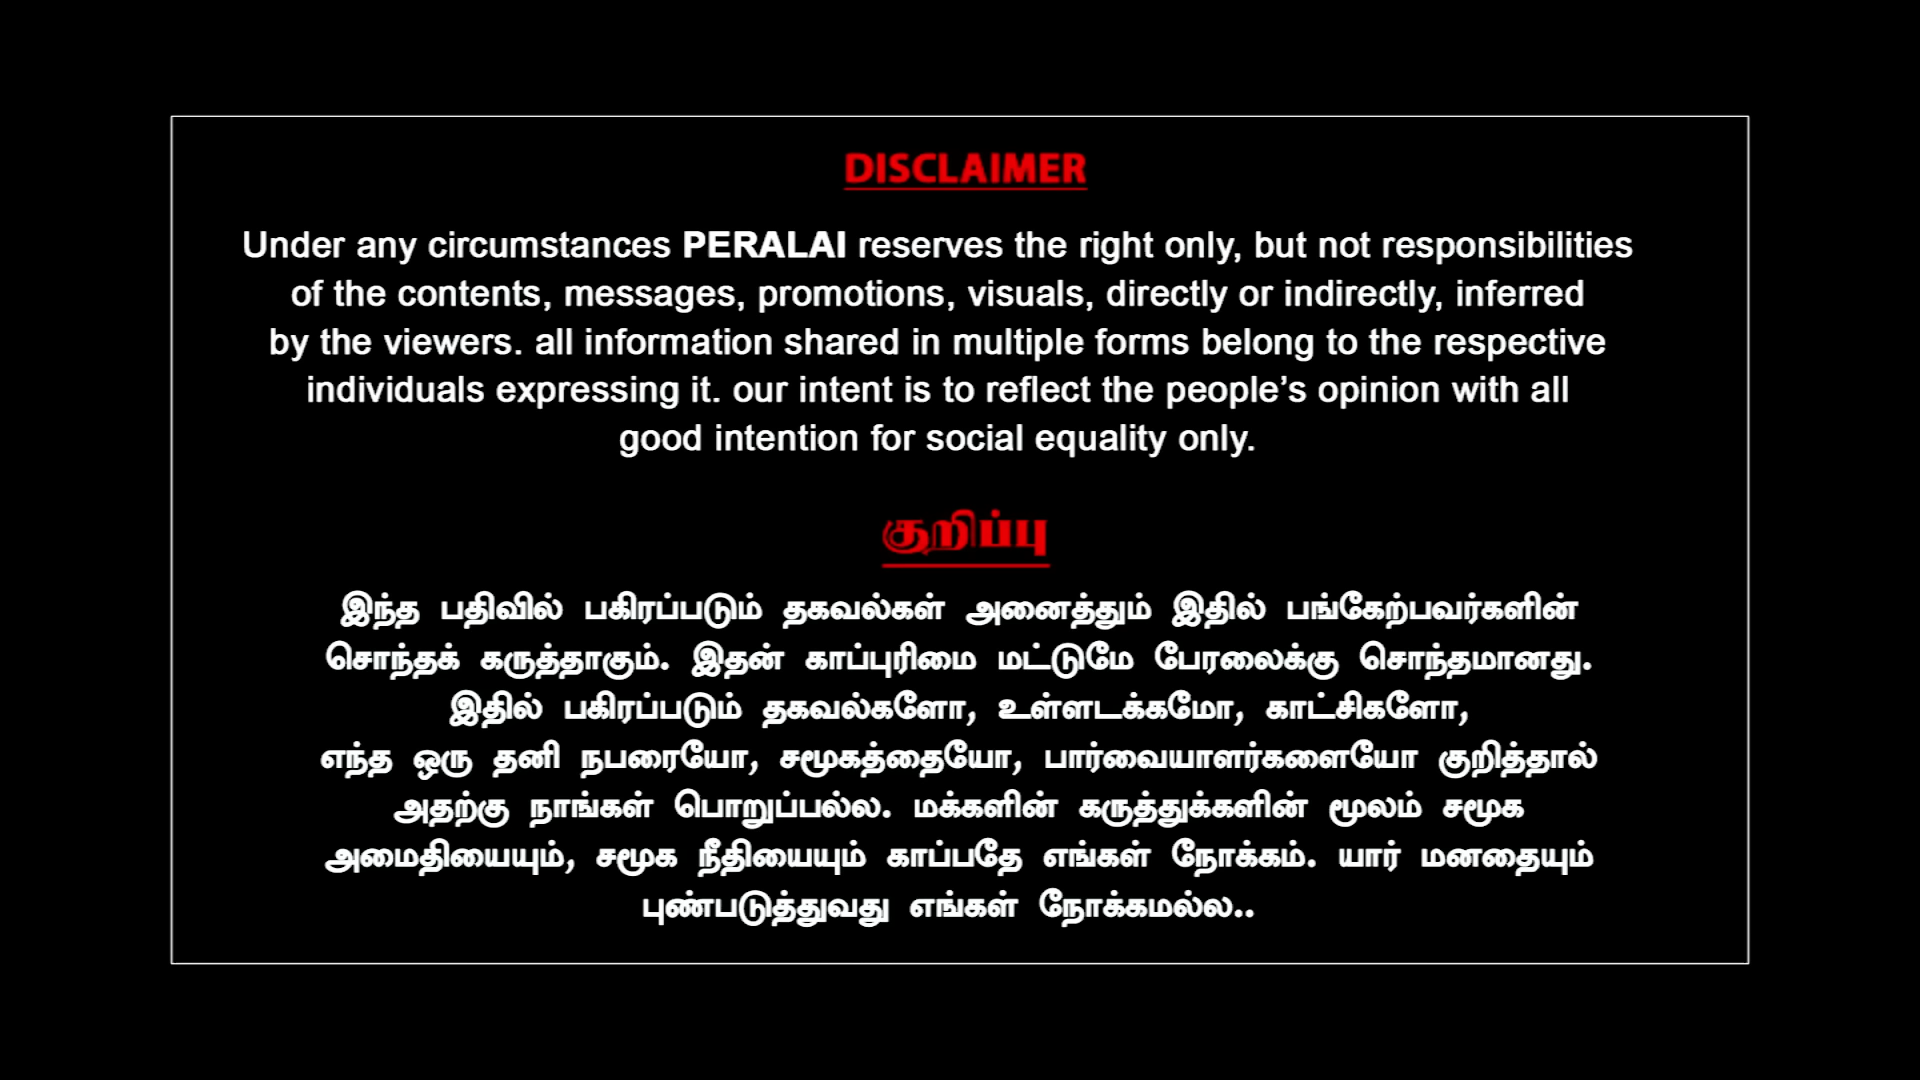 DISCLAIMER
Under any circumstances PERALAI reserves the right only, but not responsibilities
of the contents, messages, promotions, visuals, directly or indirectly, inferred
by the viewers. all information shared in multiple forms belong to the respective
individuals expressing it. our intent is to reflect the people’s opinion with all
good intention for social equality only.
குறிப்பு
இந்த பதிவில் பகிரப்படும் தகவல்கள் அனைத்தும் இதில் பங்கேற்பவர்களின்
சொந்தக் கருத்தாகும். இதன் காப்புரிமை மட்டுமே பேரலைக்கு சொந்தமானது.
இதில் பகிரப்படும் தகவல்களோ, உள்ளடக்கமோ, காட்சிகளோ,
எந்த ஒரு தனி நபரையோ, சமூகத்தையோ, பார்வையாளர்களையோ குறித்தால்
அதற்கு நாங்கள் பொறுப்பல்ல. மக்களின் கருத்துக்களின் மூலம் சமூக
அமைதியையும், சமூக நீதியையும் காப்பதே எங்கள் நோக்கம். யார் மனதையும்
புண்படுத்துவது எங்கள் நோக்கமல்ல..